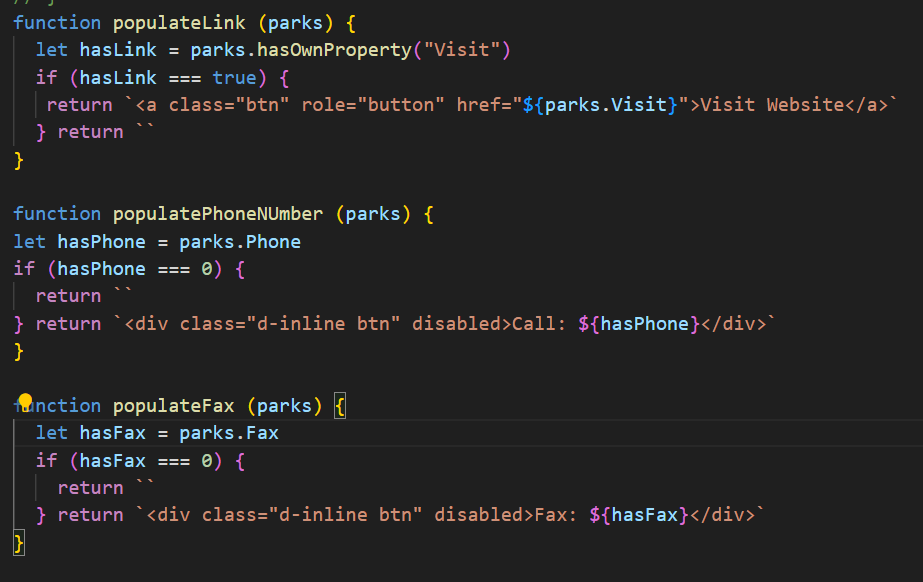 // }
function populateLink (parks) {
  let hasLink = parks.hasOwnProperty("Visit")
  if (hasLink === true) {
   return `<a class="btn" role="button" href="${parks.Visit}">Visit Website</a>`
  } return ``
}

function populatePhoneNUmber (parks) {
let hasPhone = parks.Phone
if (hasPhone === 0) {
  return ``
} return `<div class="d-inline btn" disabled>Call: ${hasPhone}</div>`
}

function populateFax (parks) {
  let hasFax = parks.Fax
  if (hasFax === 0) {
    return ``
  } return `<div class="d-inline btn" disabled>Fax: ${hasFax}</div>`
}